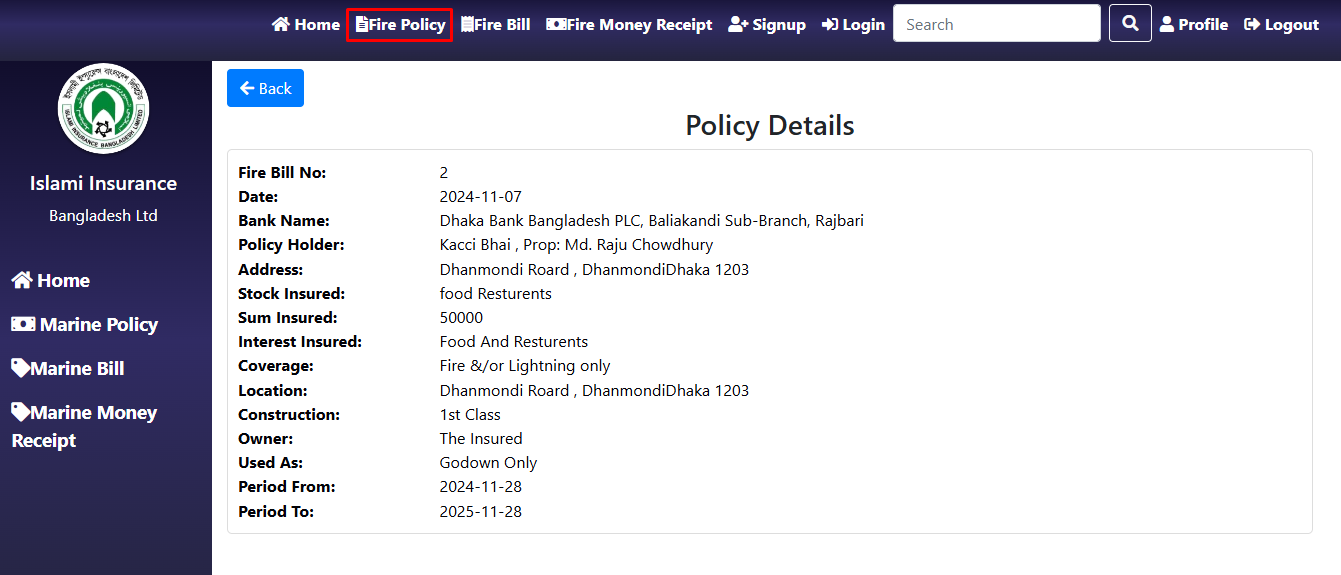 Home Fire Policy Fire Bill Fire Money Receipt Signup Login Search Profile Logout
ইসলামী ইন্স্যুরেন্স বাংলাদেশ লিমিটেড
ISLAMI INSURANCE BANGLADESH LIMITED
Islami Insurance
Bangladesh Ltd
Home
Marine Policy
Marine Bill
Marine Money
Receipt
Back
Policy Details
Fire Bill No: 2
Date: 2024-11-07
Bank Name: Dhaka Bank Bangladesh PLC, Baliakandi Sub-Branch, Rajbari
Policy Holder: Kacci Bhai , Prop: Md. Raju Chowdhury
Address: Dhanmondi Roard , DhanmondiDhaka 1203
Stock Insured: food Resturents
Sum Insured: 50000
Interest Insured: Food And Resturents
Coverage: Fire &/or Lightning only
Location: Dhanmondi Roard , DhanmondiDhaka 1203
Construction: 1st Class
Owner: The Insured
Used As: Godown Only
Period From: 2024-11-28
Period To: 2025-11-28